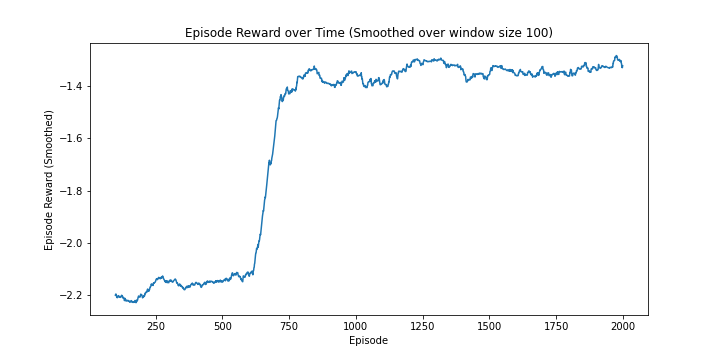 Episode Reward over Time (Smoothed over window size 100)
Episode Reward (Smoothed)
−1.4
−1.6
−1.8
−2.0
−2.2
250 500 750 1000 1250 1500 1750 2000
Episode